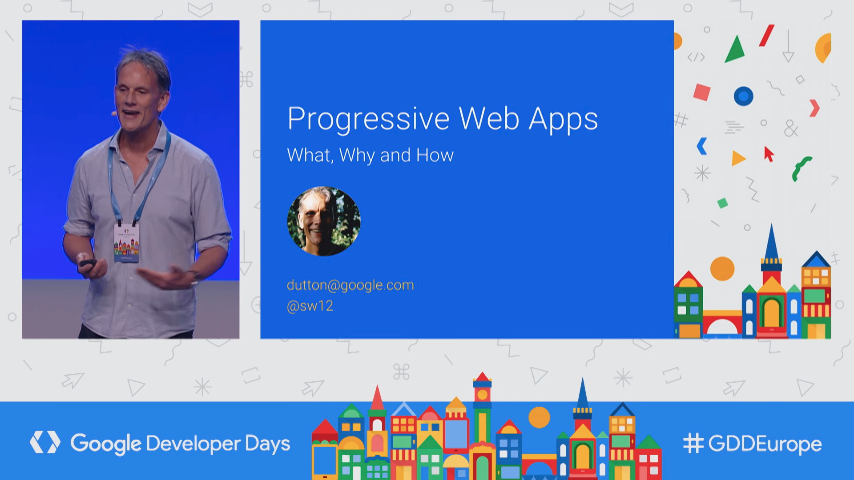 Progressive Web Apps
What, Why and How
dutton@google.com
@sw12
Google Developer Days
#GDDEurope